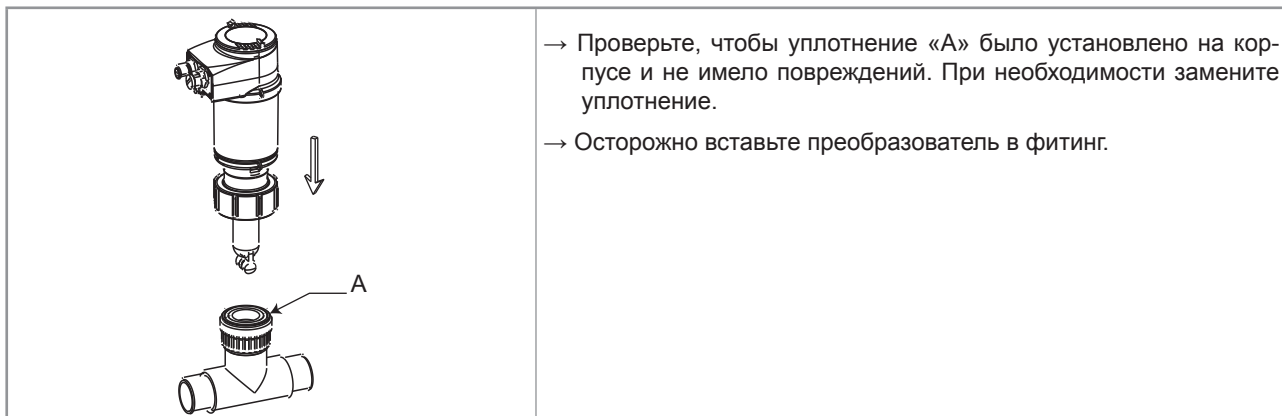 → Проверьте, чтобы уплотнение «А» было установлено на кор-
пусе и не имело повреждений. При необходимости замените
уплотнение.
→ Осторожно вставьте преобразователь в фитинг.
A